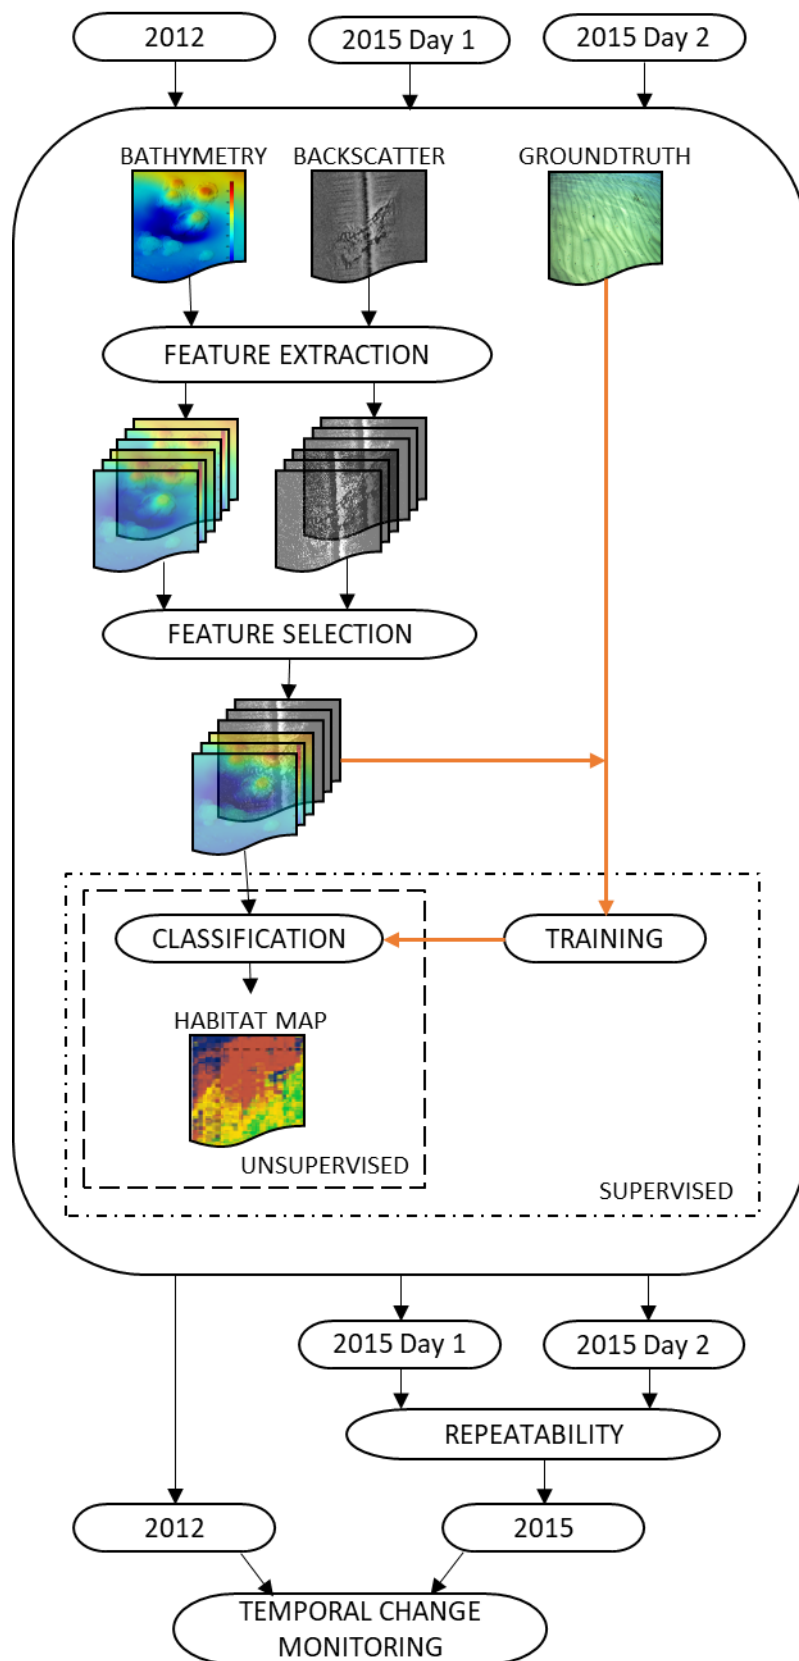 2012
2015 Day 1
2015 Day 2
BATHYMETRY
BACKSCATTER
GROUNDTRUTH
FEATURE EXTRACTION
FEATURE SELECTION
CLASSIFICATION
TRAINING
HABITAT MAP
UNSUPERVISED
SUPERVISED
2015 Day 1
2015 Day 2
REPEATABILITY
2012
2015
TEMPORAL CHANGE
MONITORING